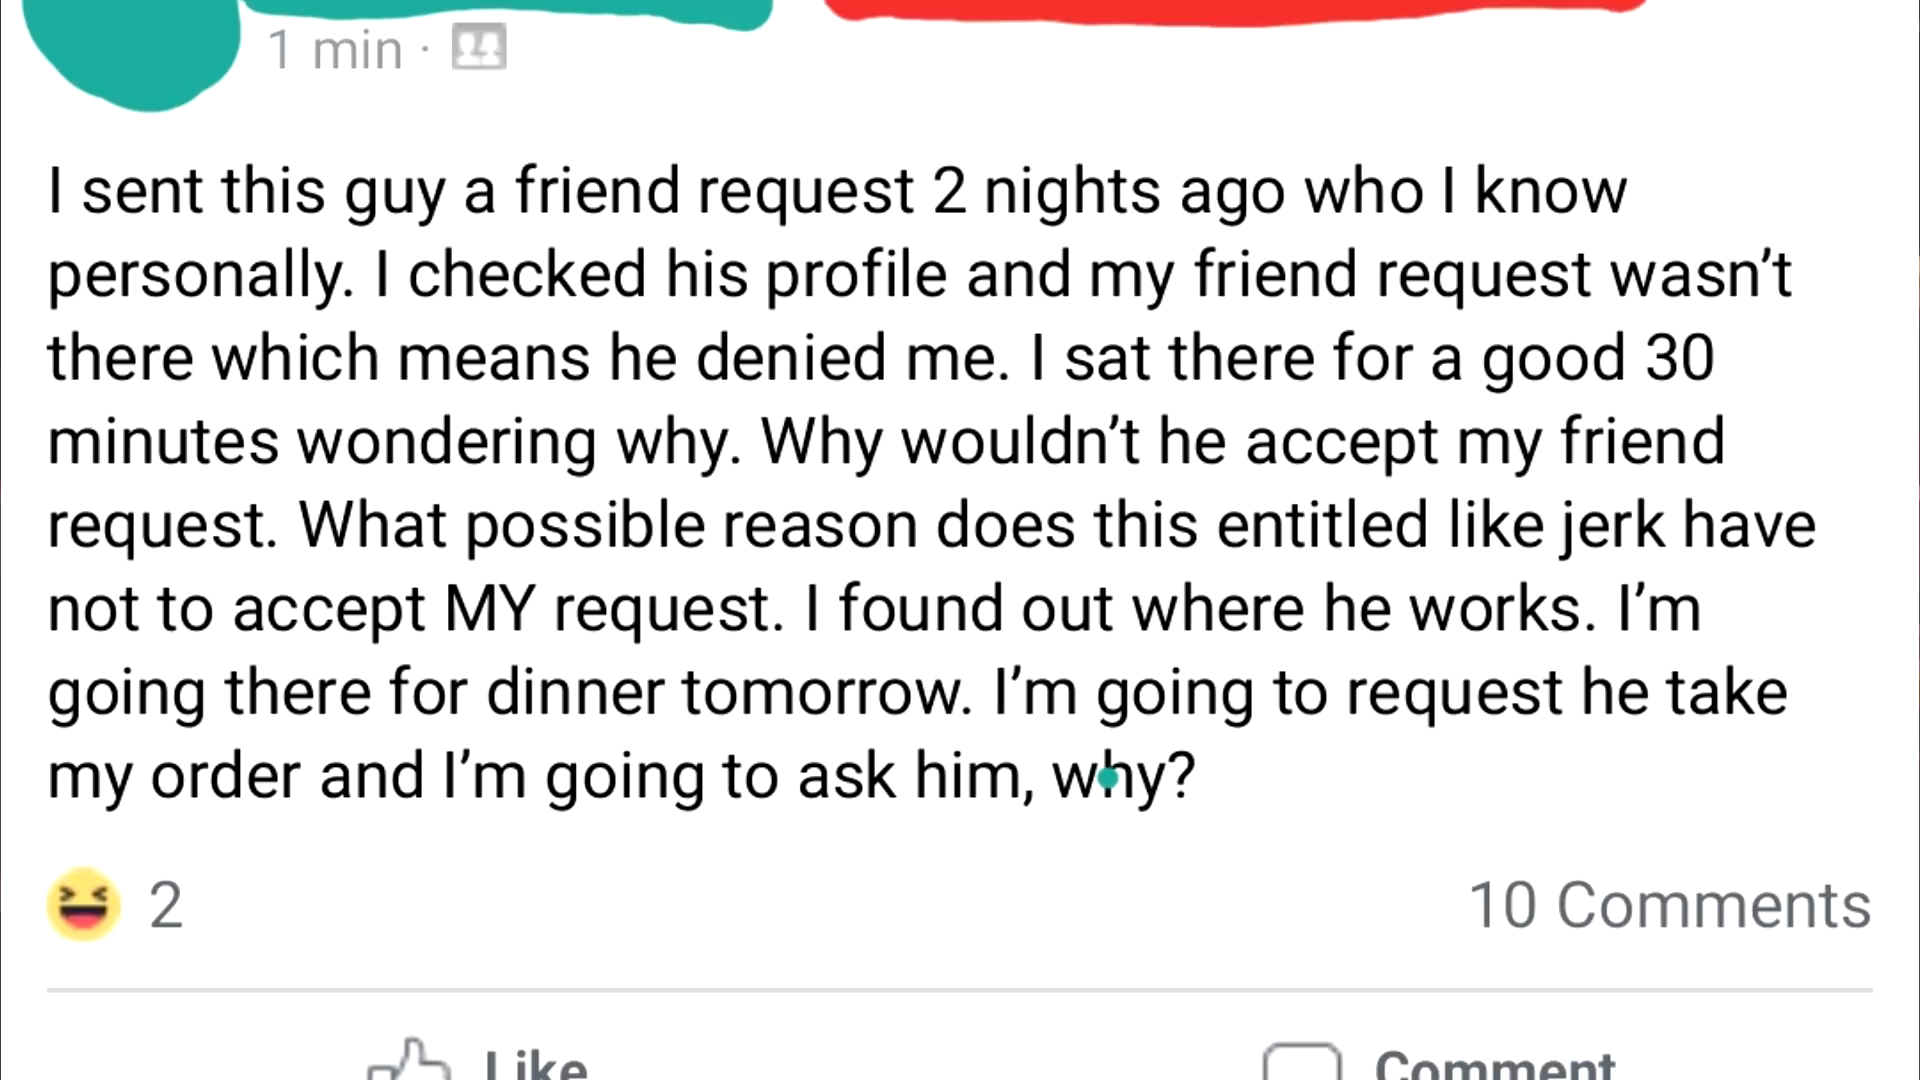 1 min ·
I sent this guy a friend request 2 nights ago who I know
personally. I checked his profile and my friend request wasn’t
there which means he denied me. I sat there for a good 30
minutes wondering why. Why wouldn’t he accept my friend
request. What possible reason does this entitled like jerk have
not to accept MY request. I found out where he works. I’m
going there for dinner tomorrow. I’m going to request he take
my order and I’m going to ask him, why?
2
10 Comments
Like
Comment